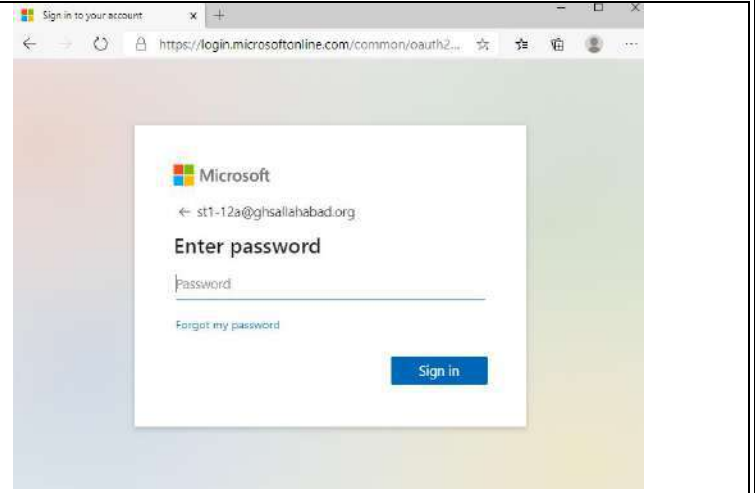 Sign in to your account
https://login.microsoftonline.com/common/oauth2...
Microsoft
← st1-12a@ghsallahabad.org
Enter password
Password
Forgot my password
Sign in